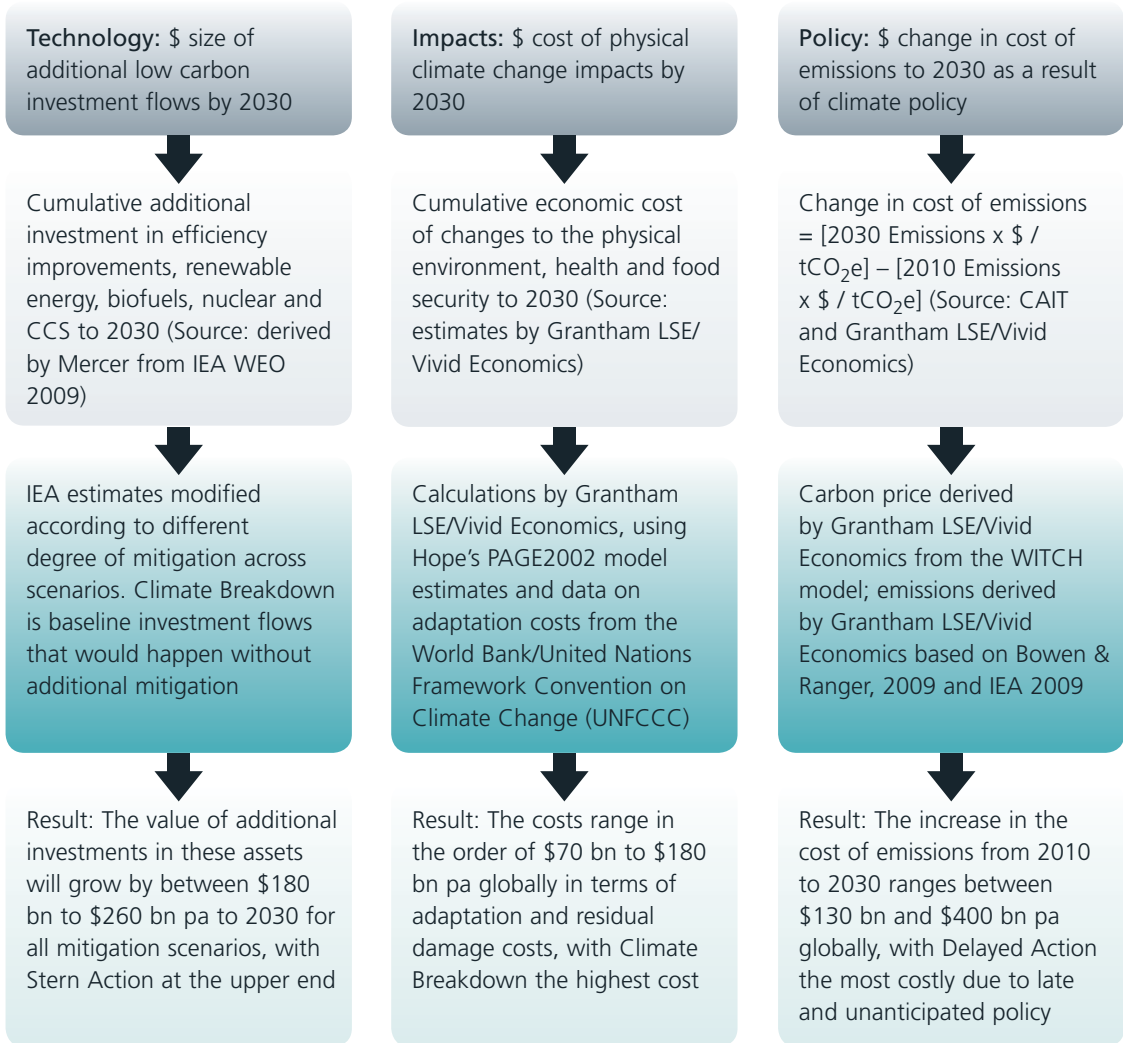 Technology: $ size of
additional low carbon
investment flows by 2030
Cumulative additional
investment in efficiency
improvements, renewable
energy, biofuels, nuclear and
CCS to 2030 (Source: derived
by Mercer from IEA WEO
2009)
IEA estimates modified
according to different
degree of mitigation across
scenarios. Climate Breakdown
is baseline investment flows
that would happen without
additional mitigation
Result: The value of additional
investments in these assets
will grow by between $180
bn to $260 bn pa to 2030 for
all mitigation scenarios, with
Stern Action at the upper end
Impacts: $ cost of physical
climate change impacts by
2030
Cumulative economic cost
of changes to the physical
environment, health and food
security to 2030 (Source:
estimates by Grantham LSE/
Vivid Economics)
Calculations by Grantham
LSE/Vivid Economics, using
Hope’s PAGE2002 model
estimates and data on
adaptation costs from the
World Bank/United Nations
Framework Convention on
Climate Change (UNFCCC)
Result: The costs range in
the order of $70 bn to $180
bn pa globally in terms of
adaptation and residual
damage costs, with Climate
Breakdown the highest cost
Policy: $ change in cost of
emissions to 2030 as a result
of climate policy
Change in cost of emissions
= [2030 Emissions x $ /
tCO₂e] – [2010 Emissions
x $ / tCO₂e] (Source: CAIT
and Grantham LSE/Vivid
Economics)
Carbon price derived
by Grantham LSE/Vivid
Economics from the WITCH
model; emissions derived
by Grantham LSE/Vivid
Economics based on Bowen &
Ranger, 2009 and IEA 2009
Result: The increase in the
cost of emissions from 2010
to 2030 ranges between
$130 bn and $400 bn pa
globally, with Delayed Action
the most costly due to late
and unanticipated policy